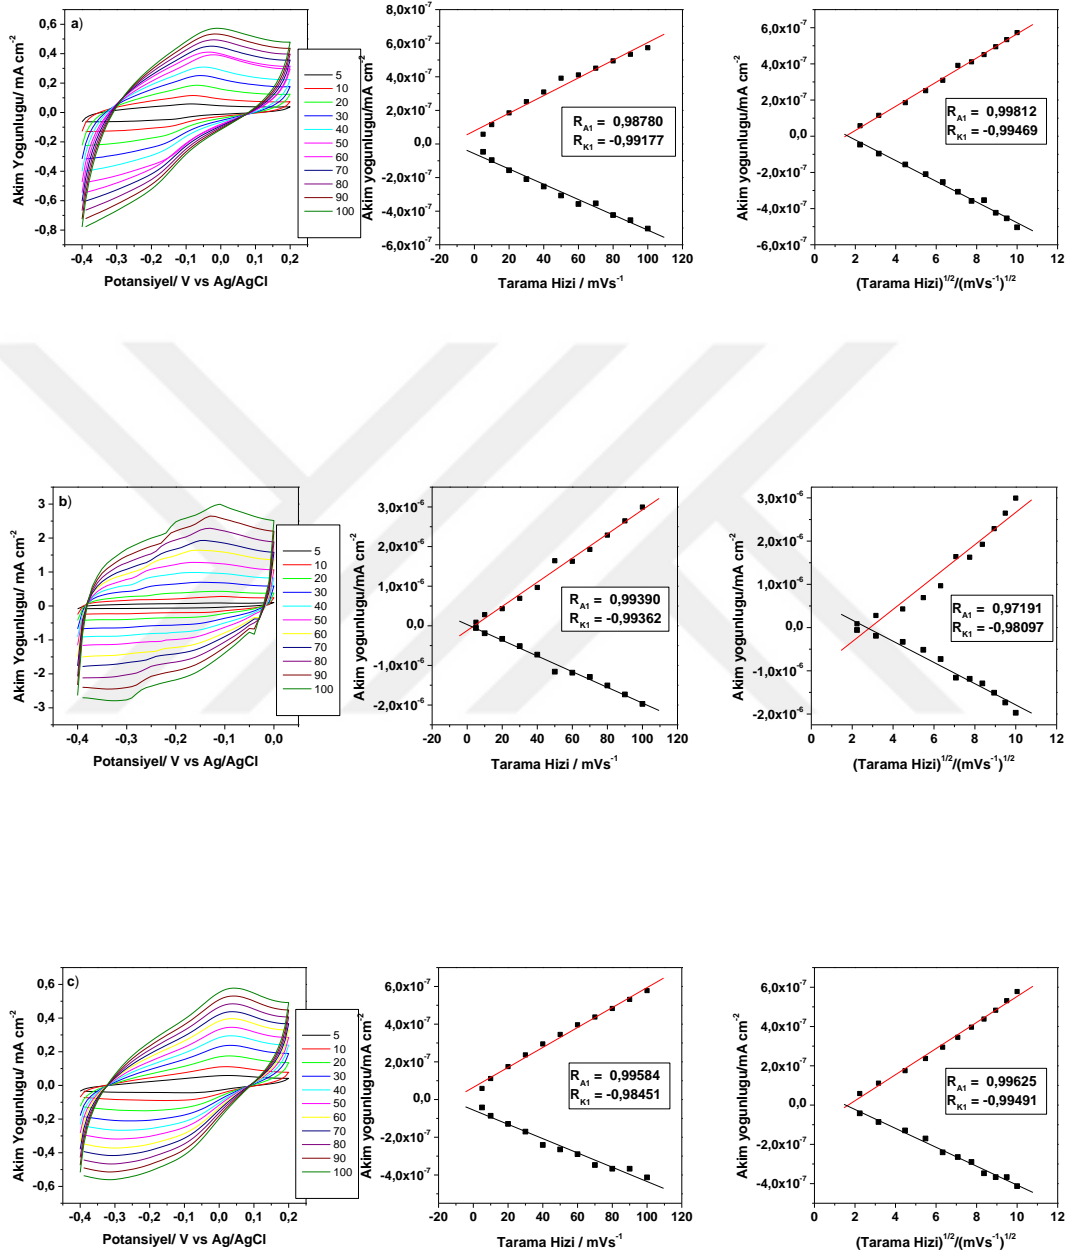 a)
Akim Yogunlugu/ mA cm-2
0,6
0,4
0,2
0,0
-0,2
-0,4
-0,6
-0,8
-0,4 -0,3 -0,2 -0,1 0,0 0,1 0,2
Potansiyel/ V vs Ag/AgCl
5
10
20
30
40
50
60
70
80
90
100
Akim Yogunlugu/mA cm-2
8,0x10-7
6,0x10-7
4,0x10-7
2,0x10-7
0,0
-2,0x10-7
-4,0x10-7
-6,0x10-7
-20 0 20 40 60 80 100 120
Tarama Hizi / mVs-1
RA1 = 0,98780
RK1 = -0,99177
Akim yogunlugu/mA cm-2
6,0x10-7
4,0x10-7
2,0x10-7
0,0
-2,0x10-7
-4,0x10-7
-6,0x10-7
0 2 4 6 8 10 12
(Tarama Hizi)1/2/(mVs-1)1/2
RA1 = 0,99812
RK1 = -0,99469
b)
Akim Yogunlugu/ mA cm-2
3
2
1
0
-1
-2
-3
-0,4 -0,3 -0,2 -0,1 0,0
Potansiyel/ V vs Ag/AgCl
5
10
20
30
40
50
60
70
80
90
100
Akim yogunlugu/mA cm-2
3,0x10-6
2,0x10-6
1,0x10-6
0,0
-1,0x10-6
-2,0x10-6
-20 0 20 40 60 80 100 120
Tarama Hizi / mVs-1
RA1 = 0,99390
RK1 = -0,99362
Akim yogunlugu/mA cm-2
3,0x10-6
2,0x10-6
1,0x10-6
0,0
-1,0x10-6
-2,0x10-6
0 2 4 6 8 10 12
(Tarama Hizi)1/2/(mVs-1)1/2
RA1 = 0,97191
RK1 = -0,98097
c)
Akim Yogunlugu/ mA cm-2
0,6
0,4
0,2
0,0
-0,2
-0,4
-0,6
-0,4 -0,3 -0,2 -0,1 0,0 0,1 0,2
Potansiyel/ V vs Ag/AgCl
5
10
20
30
40
50
60
70
80
90
100
Akim yogunlugu/mA cm-2
6,0x10-7
4,0x10-7
2,0x10-7
0,0
-2,0x10-7
-4,0x10-7
-20 0 20 40 60 80 100 120
Tarama Hizi / mVs-1
RA1 = 0,99584
RK1 = -0,98451
Akim yogunlugu/mA cm-2
6,0x10-7
4,0x10-7
2,0x10-7
0,0
-2,0x10-7
-4,0x10-7
0 2 4 6 8 10 12
(Tarama Hizi)1/2/(mVs-1)1/2
RA1 = 0,99625
RK1 = -0,99491